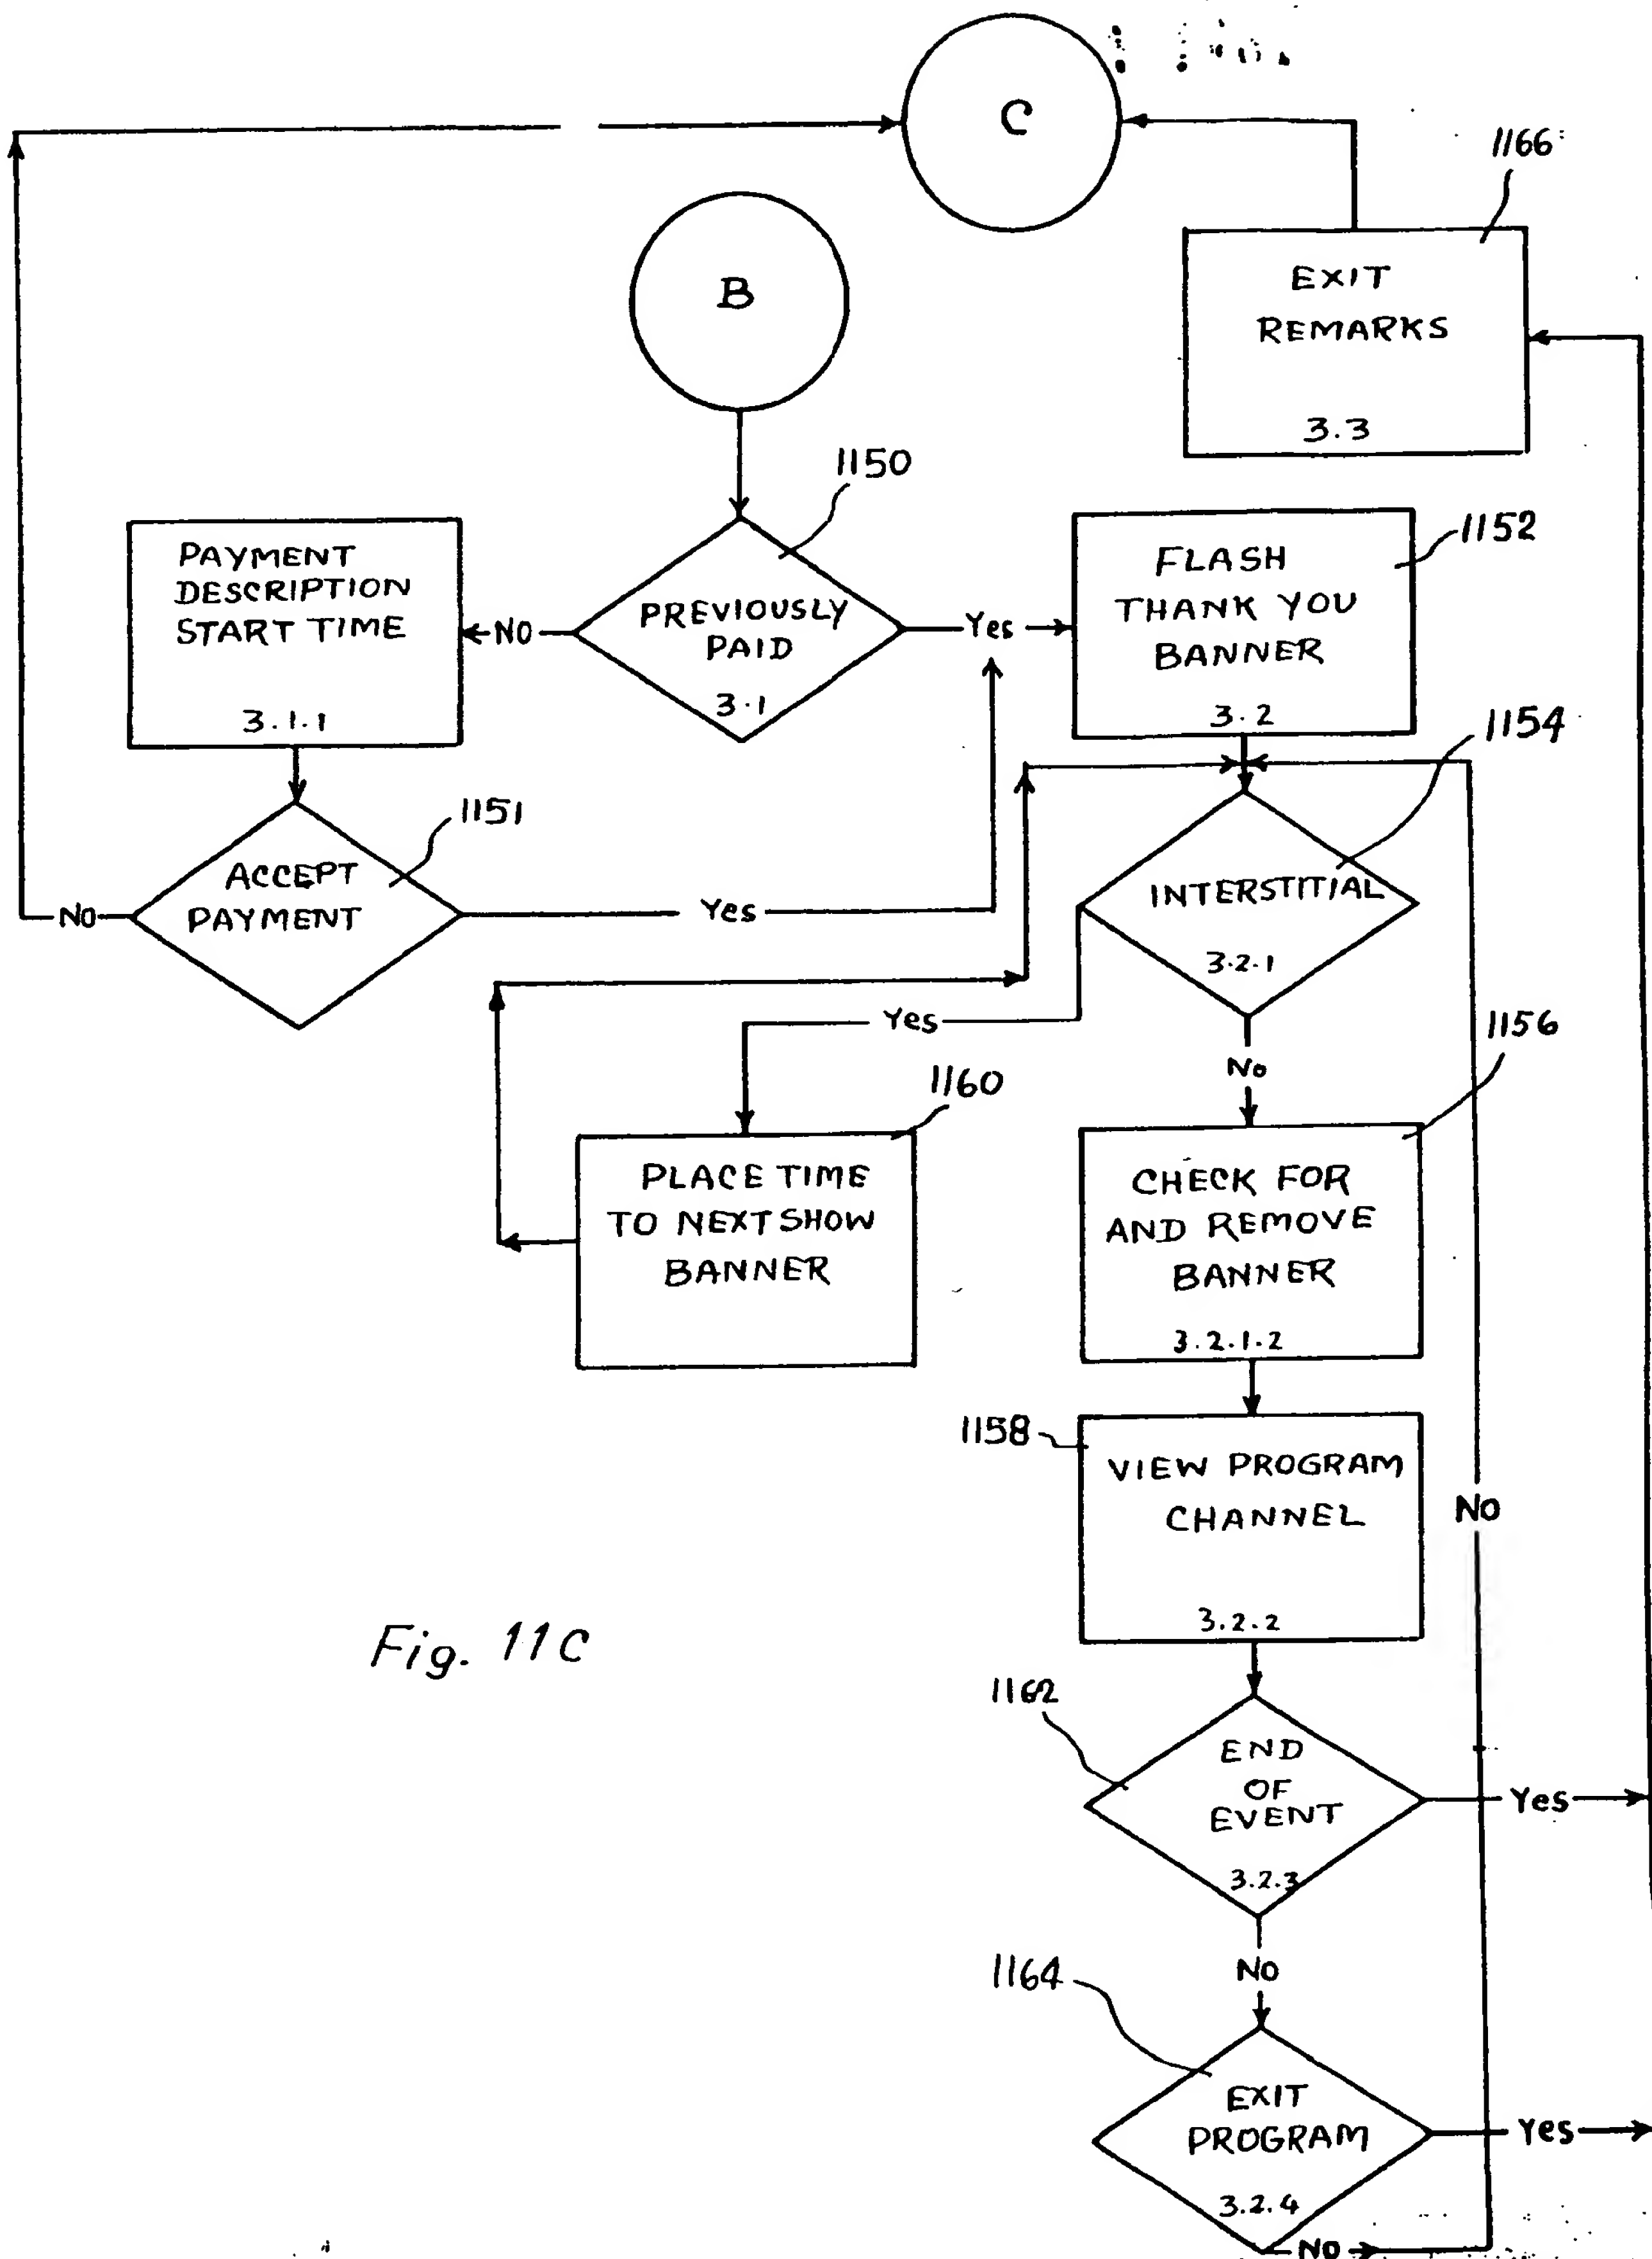 C
1166
B
EXIT
REMARKS
3.3
1150
PAYMENT
DESCRIPTION
START TIME
3.1.1
NO
PREVIOUSLY
PAID
3.1
Yes
FLASH
THANK YOU
BANNER
3.2
1152
1154
1151
ACCEPT
PAYMENT
NO
Yes
INTERSTITIAL
3.2.1
Yes
No
1156
1160
PLACE TIME
TO NEXT SHOW
BANNER
CHECK FOR
AND REMOVE
BANNER
3.2.1.2
1158
VIEW PROGRAM
CHANNEL
3.2.2
NO
Fig. 11C
1162
END
OF
EVENT
3.2.3
Yes
NO
1164
EXIT
PROGRAM
3.2.4
Yes
NO